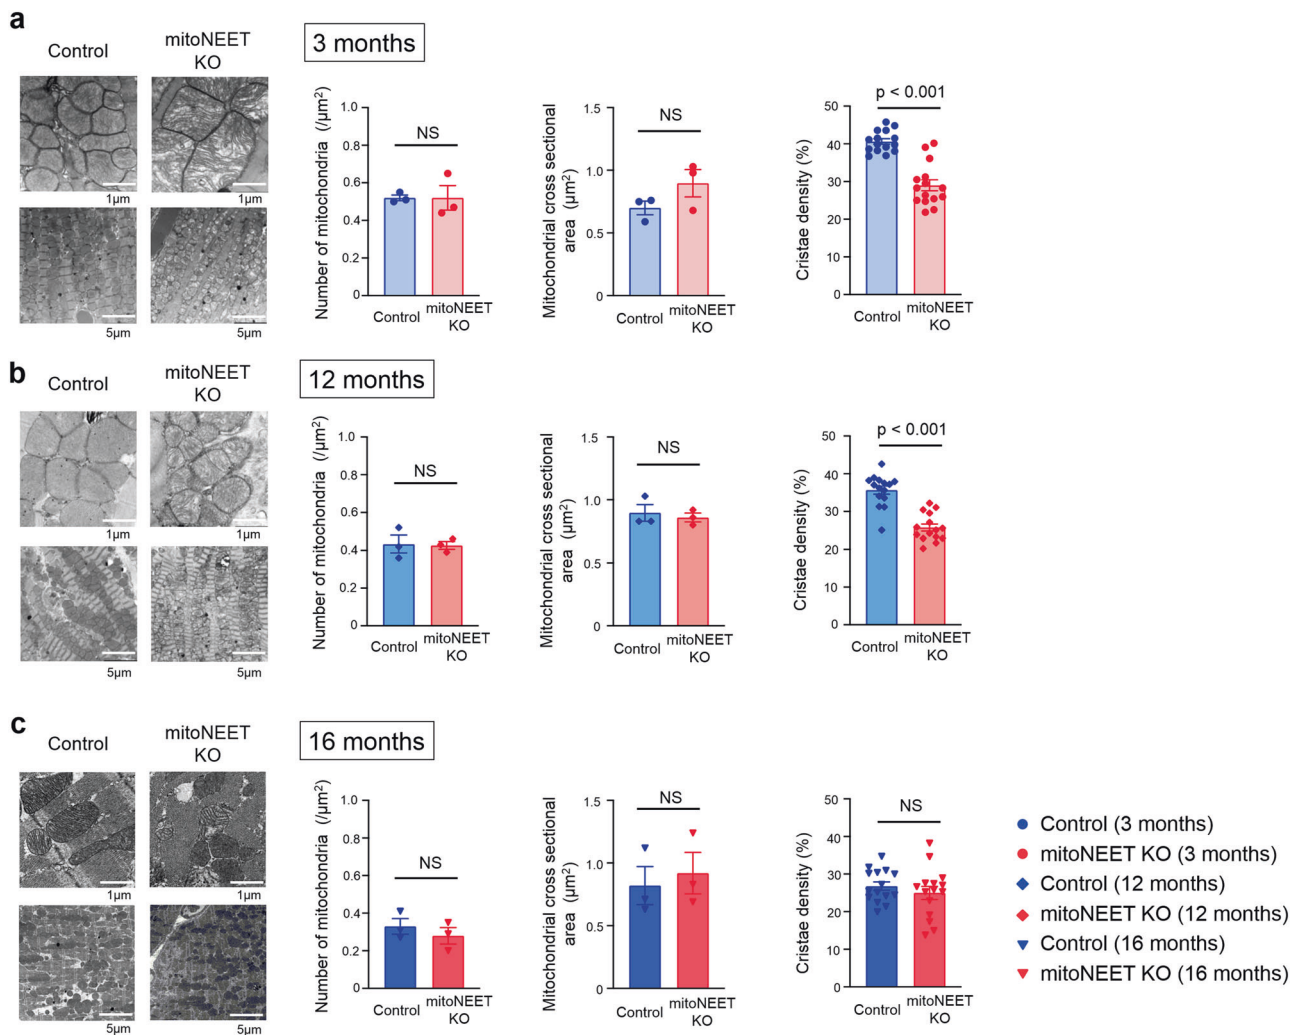 a
Control
mitoNEET
KO
3 months
1µm
1µm
5µm
5µm
Number of mitochondria (/µm²)
1.0
0.8
0.6
0.4
0.2
0
NS
Control
mitoNEET
KO
Mitochondrial cross sectional
area (µm²)
1.5
1.0
0.5
0
NS
Control
mitoNEET
KO
Cristae density (%)
50
40
30
20
10
0
p < 0.001
Control
mitoNEET
KO
b
Control
mitoNEET
KO
12 months
1µm
1µm
5µm
5µm
Number of mitochondria (/µm²)
1.0
0.8
0.6
0.4
0.2
0
NS
Control
mitoNEET
KO
Mitochondrial cross sectional
area (µm²)
1.5
1.0
0.5
0
NS
Control
mitoNEET
KO
Cristae density (%)
50
40
30
20
10
0
p < 0.001
Control
mitoNEET
KO
c
Control
mitoNEET
KO
16 months
1µm
1µm
5µm
5µm
Number of mitochondria (/µm²)
1.0
0.8
0.6
0.4
0.2
0
NS
Control
mitoNEET
KO
Mitochondrial cross sectional
area (µm²)
1.5
1.0
0.5
0
NS
Control
mitoNEET
KO
Cristae density (%)
50
40
30
20
10
0
NS
Control
mitoNEET
KO
Control (3 months)
mitoNEET KO (3 months)
Control (12 months)
mitoNEET KO (12 months)
Control (16 months)
mitoNEET KO (16 months)